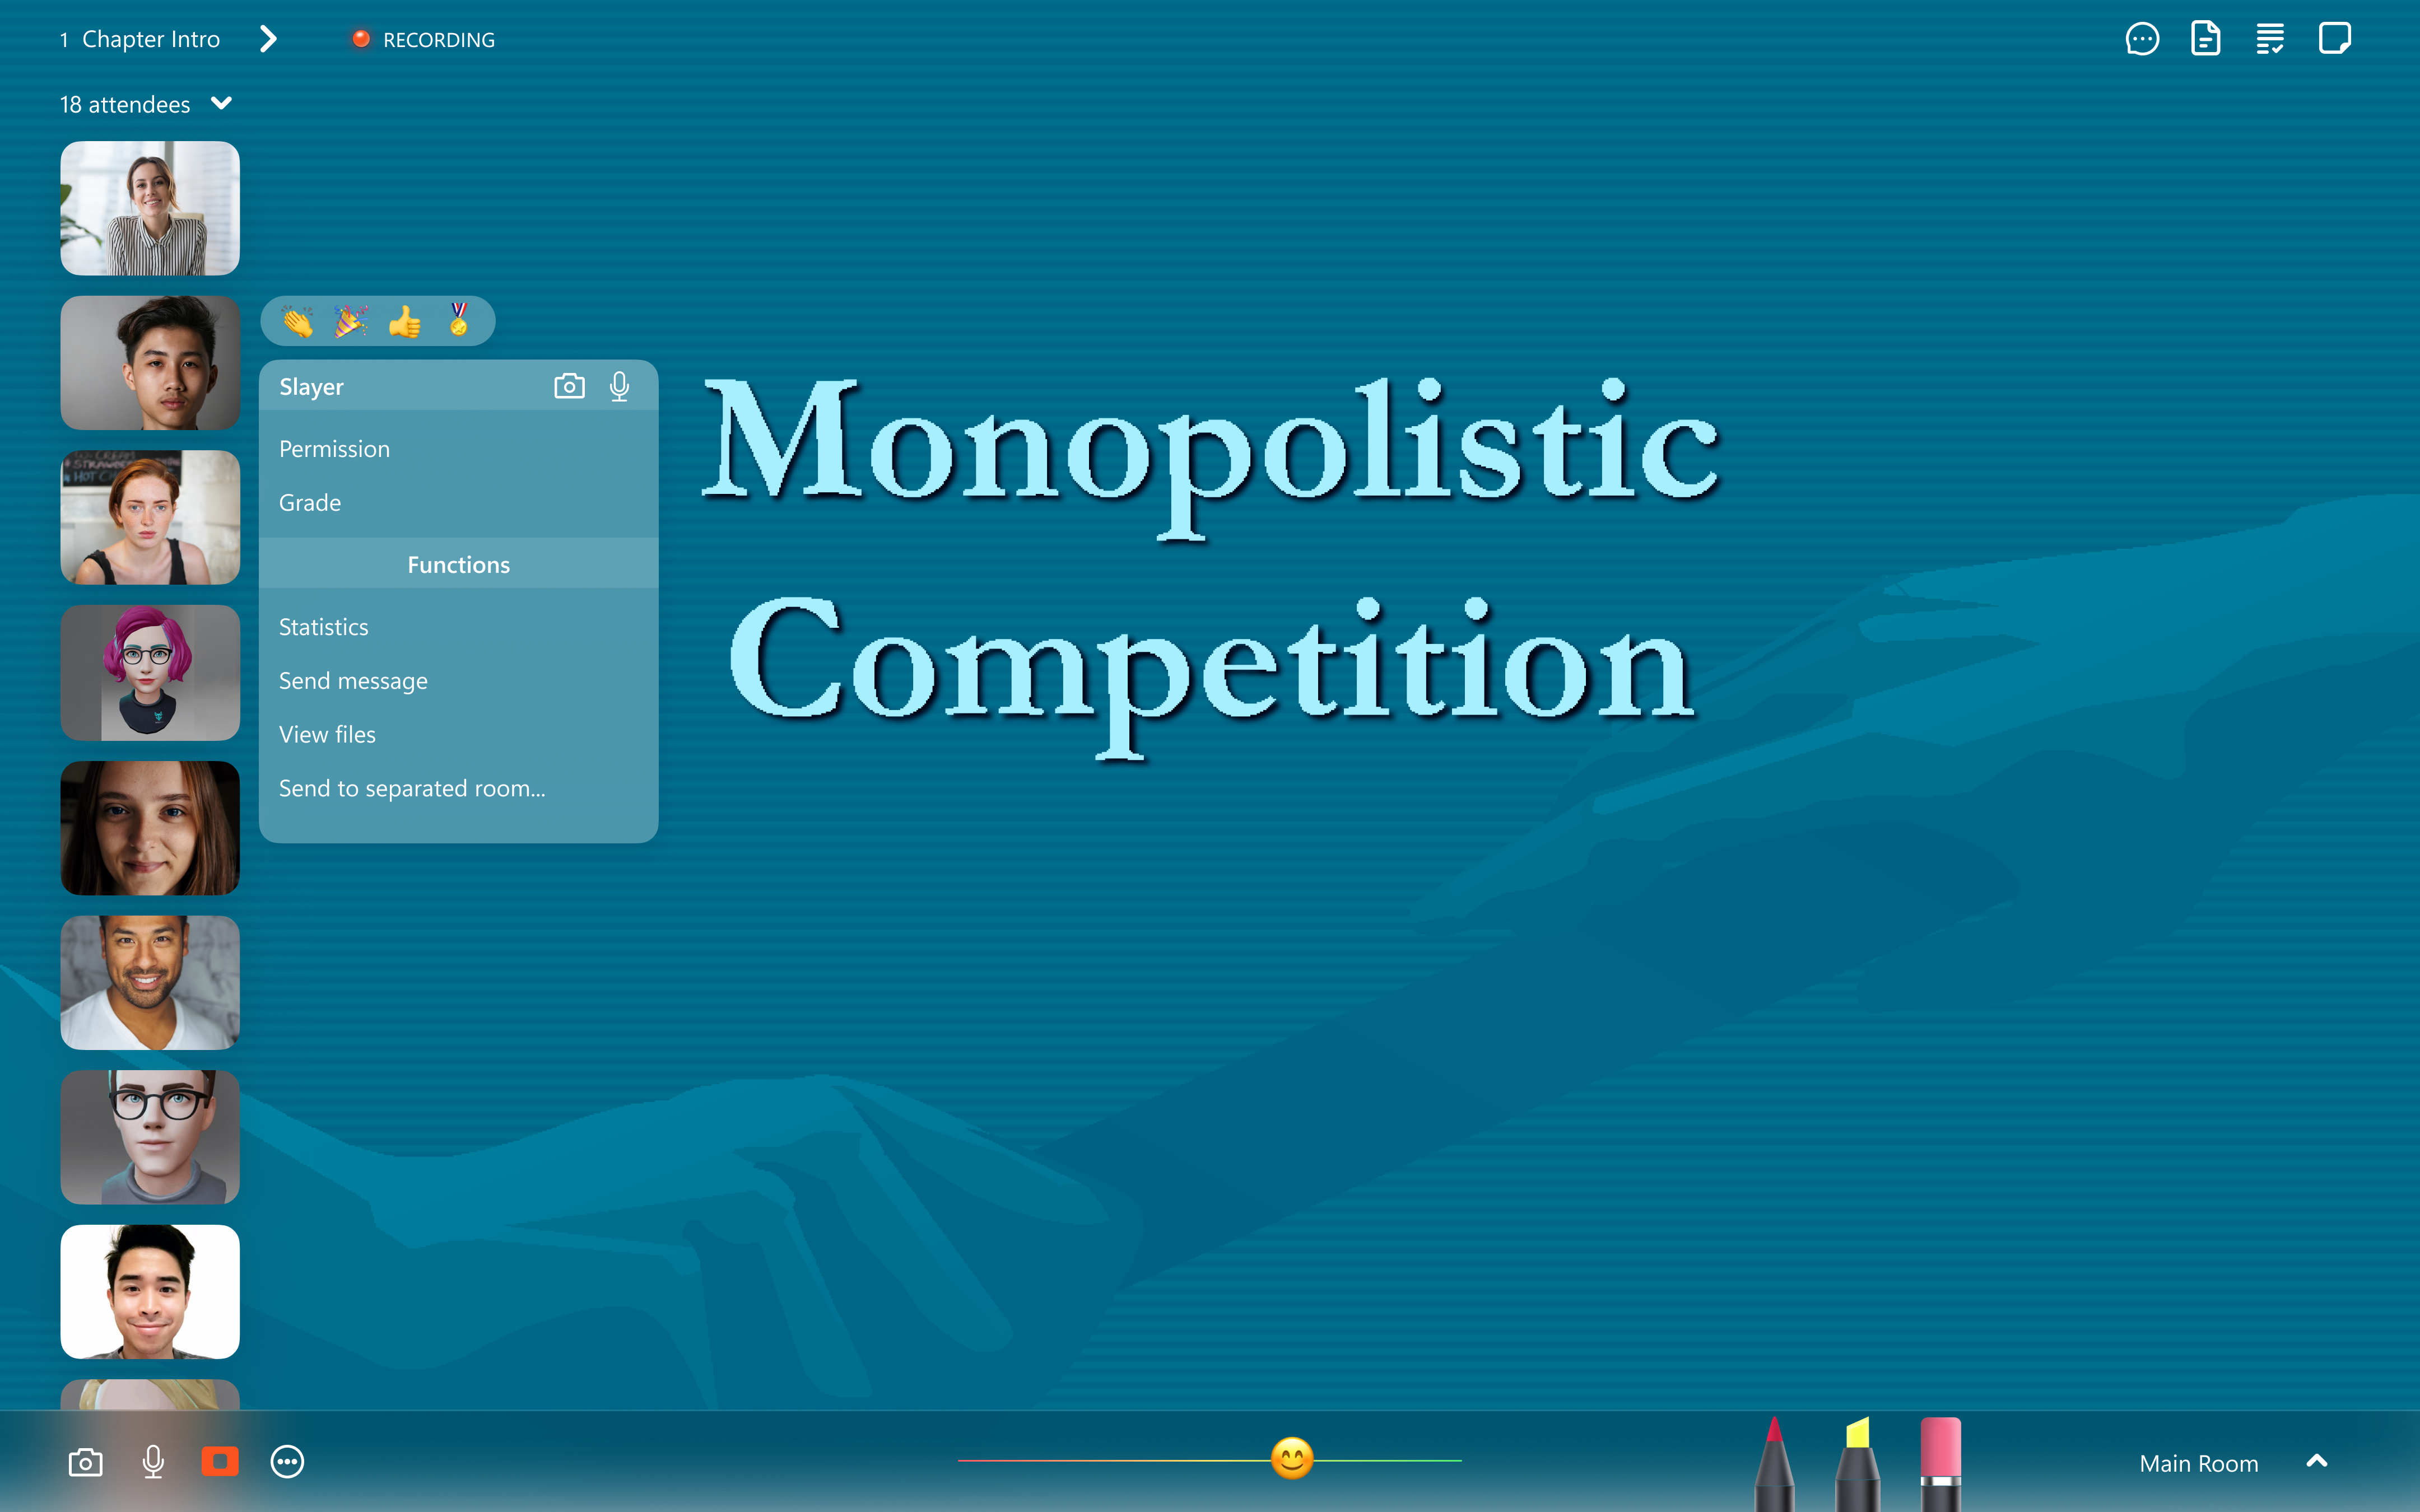 1 Chapter Intro
RECORDING
18 attendees
Slayer
Permission
Grade
Functions
Statistics
Send message
View files
Send to separated room...
Monopolistic
Competition
Main Room